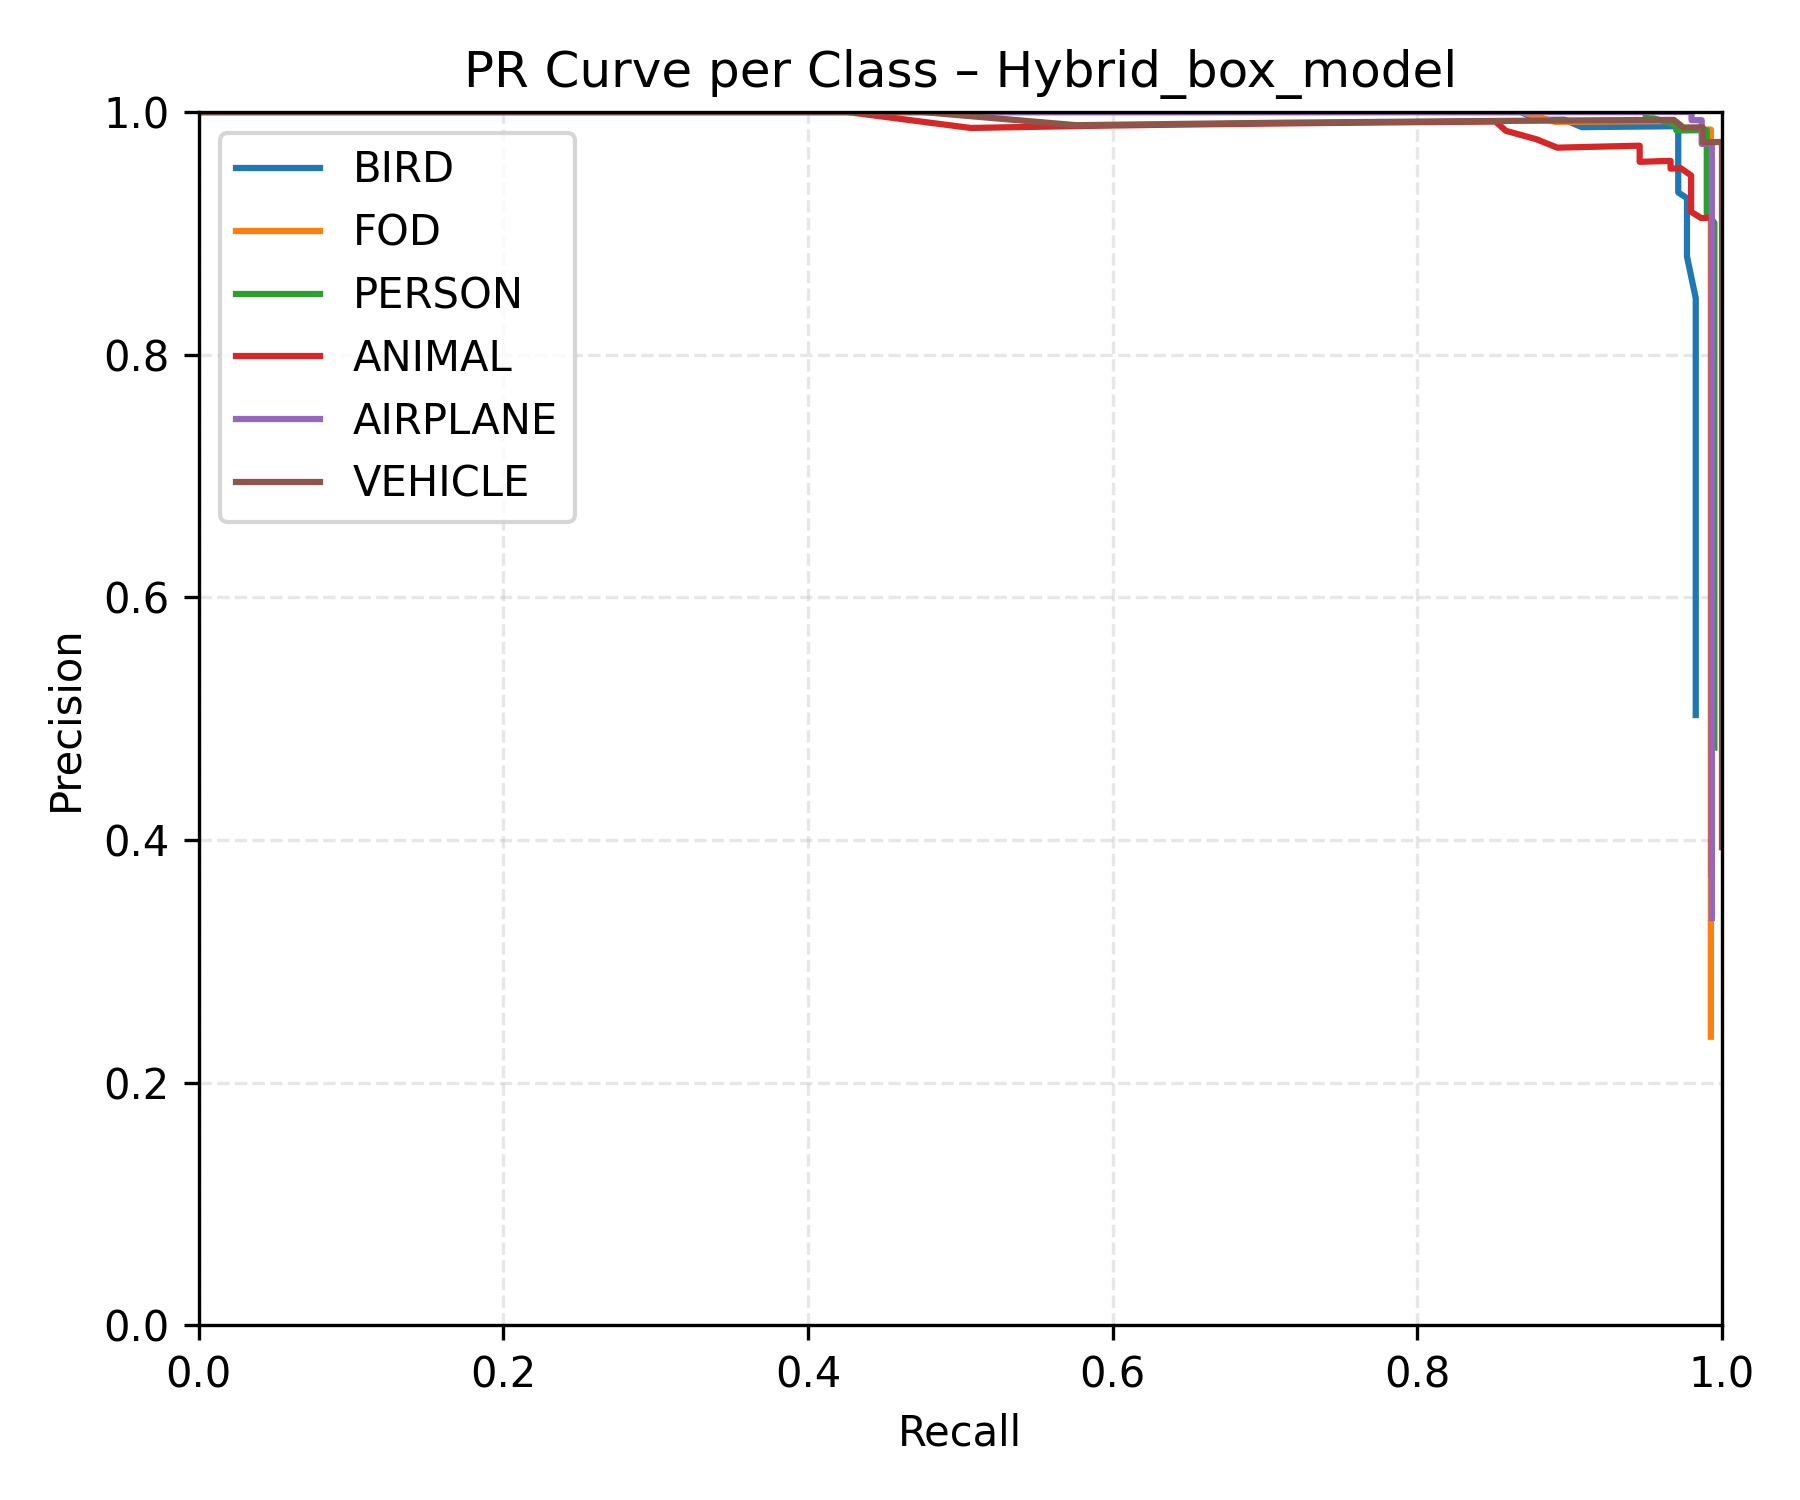 PR Curve per Class – Hybrid_box_model
1.0
0.8
0.6
0.4
0.2
0.0
Precision
BIRD
FOD
PERSON
ANIMAL
AIRPLANE
VEHICLE
0.0 0.2 0.4 0.6 0.8 1.0
Recall